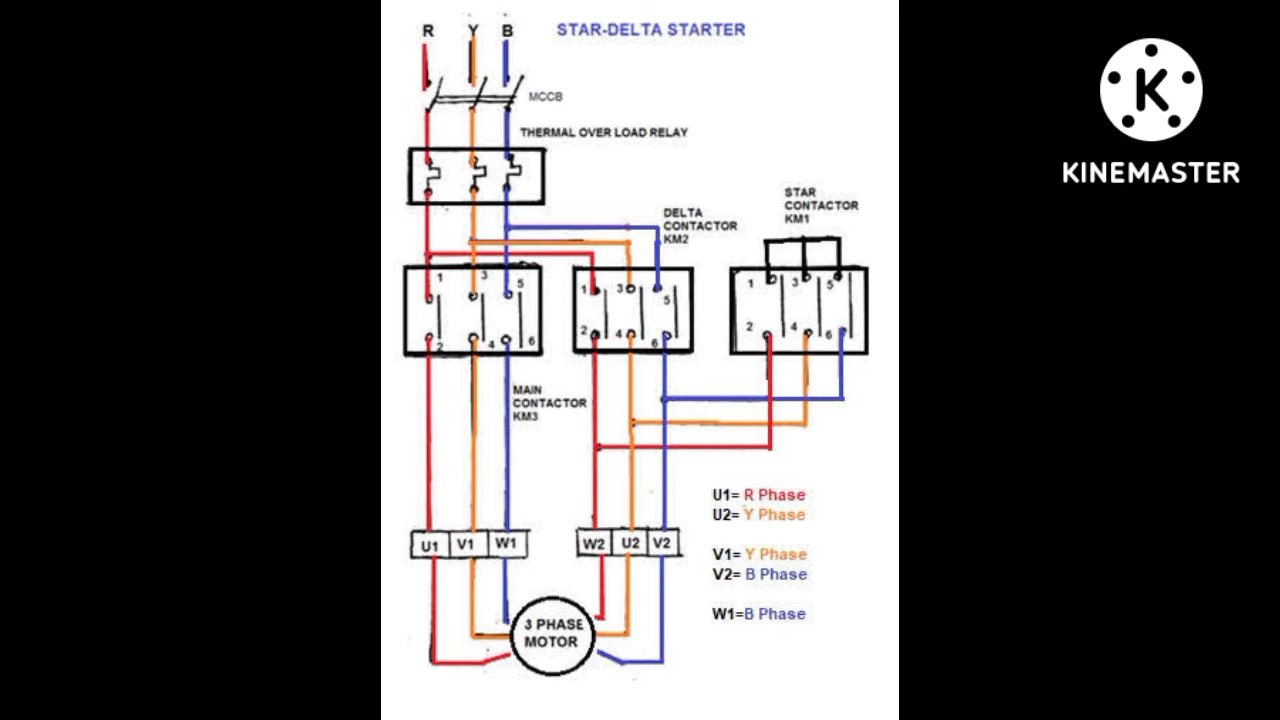 R Y B
STAR-DELTA STARTER
MCCB
THERMAL OVER LOAD RELAY
K
KINEMASTER
STAR
CONTACTOR
KM1
DELTA
CONTACTOR
KM2
1 3 5
2 4 6
1 3 5
2 4 6
1 3 5
2 4 6
MAIN
CONTACTOR
KM3
U1= R Phase
U2= Y Phase
V1= Y Phase
V2= B Phase
W1=B Phase
U1 V1 W1
W2 U2 V2
3 PHASE
MOTOR